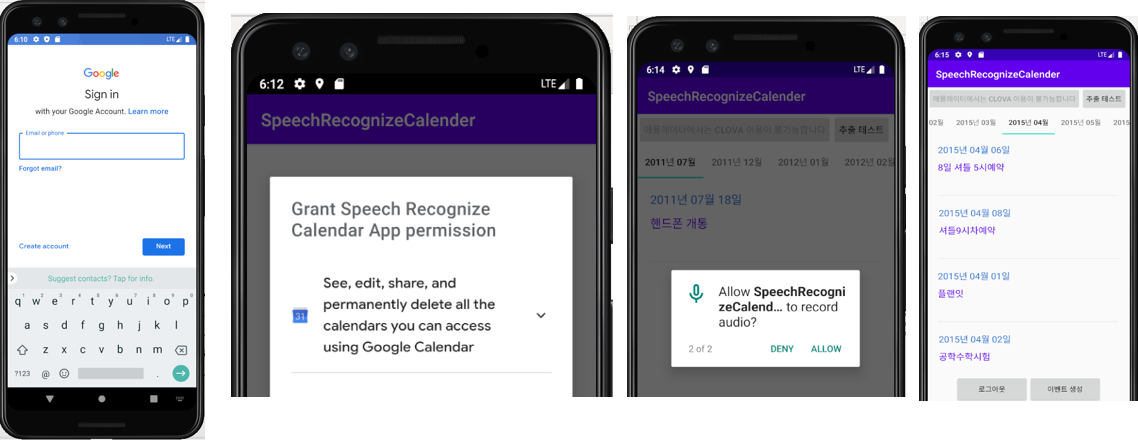 6:10
LTE
Google
Sign in
with your Google Account. Learn more
Email or phone
Forgot email?
Create account
Next
Suggest contacts? Tap for info.
1 2 3 4 5 6 7 8 9 0
q w e r t y u i o p
a s d f g h j k l
z x c v b n m
?123 @ .
6:12
LTE
SpeechRecognizeCalender
Grant Speech Recognize
Calendar App permission
See, edit, share, and
permanently delete all the
31
calendars you can access
using Google Calendar
6:14
LTE
SpeechRecognizeCalender
에뮬레이터에서는 CLOVA 이용이 불가능합니다
추출 테스트
2011년 07월 2011년 12월 2012년 01월 2012년 02월
2011년 07월 18일
핸드폰 개통
Allow SpeechRecogni
zeCalend... to record
audio?
2 of 2
DENY
ALLOW
6:15
LTE
SpeechRecognizeCalender
에뮬레이터에서는 CLOVA 이용이 불가능합니다
추출 테스트
02월 2015년 03월 2015년 04월 2015년 05월 2015
2015년 04월 06일
8일 셔틀 5시예약
2015년 04월 08일
셔틀9시차예약
2015년 04월 01일
플랜잇
2015년 04월 02일
공학수학시험
로그아웃
이벤트 생성